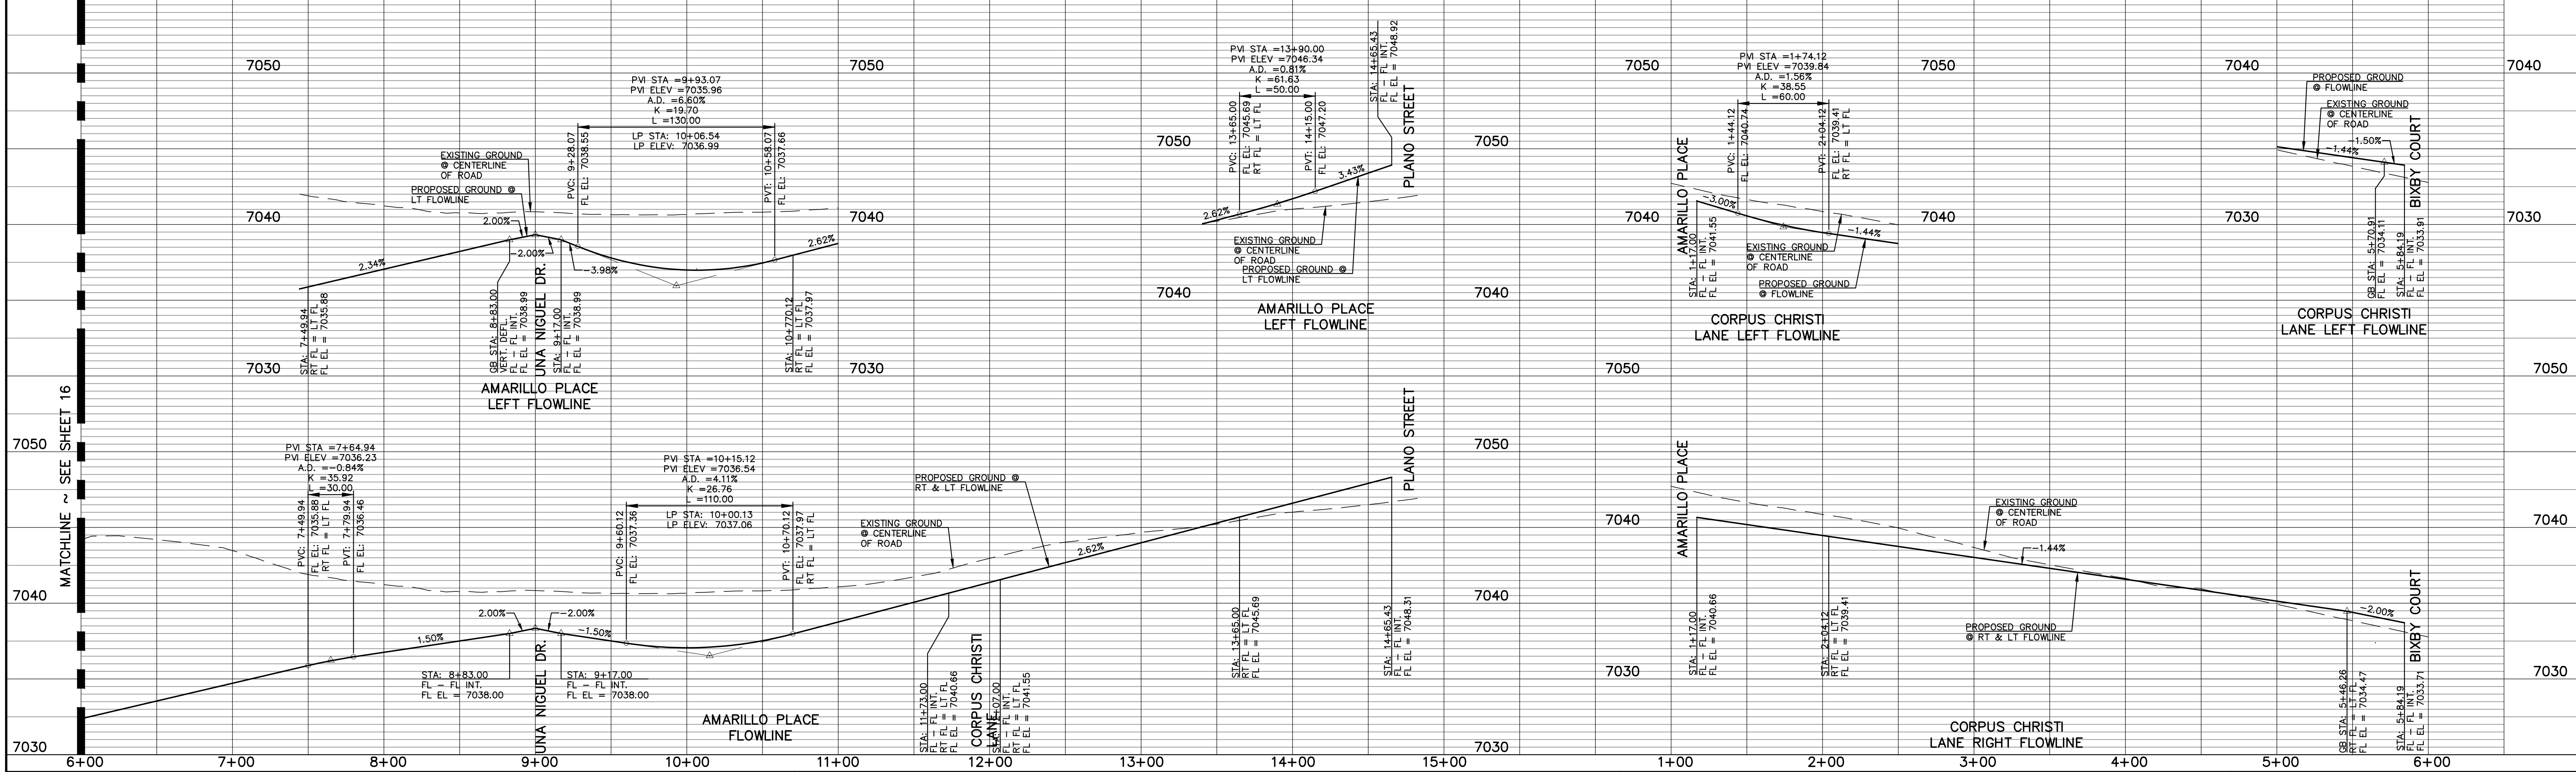 MATCHLINE ~ SEE SHEET 16
7050
7050
7040
7040
7030
7030
PVI STA =9+93.07
PVI ELEV =7035.96
A.D. =6.60%
K =19.70
L =130.00
LP STA: 10+06.54
LP ELEV: 7036.99
PVC: 9+28.07
FL EL: 7038.55
PVT: 10+58.07
FL EL: 7037.66
EXISTING GROUND
@ CENTERLINE
OF ROAD
PROPOSED GROUND @
LT FLOWLINE
2.34%
2.00%
-2.00%
-3.98%
2.62%
STA: 7+49.94
RT FL = LT FL
FL EL = 7035.88
GB STA: 8+83.00
VERT. DEFL.
FL - FL INT.
FL EL = 7038.99
UNA NIGUEL DR.
STA: 9+17.00
FL - FL INT.
FL EL = 7038.99
STA: 10+770.12
RT FL = LT FL
FL EL = 7037.97
AMARILLO PLACE
LEFT FLOWLINE
7050
7050
7040
7040
PVI STA =13+90.00
PVI ELEV =7046.34
A.D. =0.81%
K =61.63
L =50.00
PVC: 13+65.00
FL EL: 7045.69
RT FL = LT FL
PVT: 14+15.00
FL EL: 7047.20
STA: 14+65.43
FL - FL INT.
FL EL = 7048.92
PLANO STREET
2.62%
3.43%
EXISTING GROUND
@ CENTERLINE
OF ROAD
PROPOSED GROUND @
LT FLOWLINE
AMARILLO PLACE
LEFT FLOWLINE
7050
7050
7040
7040
AMARILLO PLACE
PVI STA =1+74.12
PVI ELEV =7039.84
A.D. =1.56%
K =38.55
L =60.00
PVC: 1+44.12
FL EL: 7040.74
PVT: 2+04.12
FL EL: 7039.41
RT FL = LT FL
-3.00%
-1.44%
STA: 1+17.00
FL - FL INT.
FL EL = 7041.55
EXISTING GROUND
@ CENTERLINE
OF ROAD
PROPOSED GROUND
@ FLOWLINE
CORPUS CHRISTI
LANE LEFT FLOWLINE
7040
7040
7030
7030
PROPOSED GROUND
@ FLOWLINE
EXISTING GROUND
@ CENTERLINE
OF ROAD
-1.44%
-1.50%
BIXBY COURT
GB STA: 5+70.91
FL EL = 7034.11
STA: 5+84.19
FL - FL INT.
FL EL = 7033.91
CORPUS CHRISTI
LANE LEFT FLOWLINE
7050
7050
7040
7040
7030
7030
PVI STA =7+64.94
PVI ELEV =7036.23
A.D. =-0.84%
K =35.92
L =30.00
PVC: 7+49.94
FL EL: 7035.88
RT FL = LT FL
PVT: 7+79.94
FL EL: 7036.46
PVI STA =10+15.12
PVI ELEV =7036.54
A.D. =4.11%
K =26.76
L =110.00
LP STA: 10+00.13
LP ELEV: 7037.06
PVC: 9+60.12
FL EL: 7037.36
PVT: 10+70.12
FL EL: 7037.97
RT FL = LT FL
EXISTING GROUND
@ CENTERLINE
OF ROAD
PROPOSED GROUND @
RT & LT FLOWLINE
1.50%
2.00%
-2.00%
-1.50%
2.62%
STA: 8+83.00
FL - FL INT.
FL EL = 7038.00
UNA NIGUEL DR.
STA: 9+17.00
FL - FL INT.
FL EL = 7038.00
AMARILLO PLACE
FLOWLINE
STA: 11+73.00
FL - FL INT.
RT FL = LT FL
FL EL = 7040.66
CORPUS CHRISTI
LANE
FL - FL INT.
RT FL = LT FL
FL EL = 7041.55
STA: 13+65.00
RT FL = LT FL
FL EL = 7045.69
STA: 14+65.43
FL - FL INT.
FL EL = 7048.31
PLANO STREET
7050
7050
7040
7040
7030
7030
AMARILLO PLACE
STA: 1+17.00
FL - FL INT.
FL EL = 7040.66
STA: 2+04.12
RT FL = LT FL
FL EL = 7039.41
EXISTING GROUND
@ CENTERLINE
OF ROAD
-1.44%
PROPOSED GROUND
@ RT & LT FLOWLINE
-2.00%
GB STA: 5+46.26
RT FL = LT FL
FL EL = 7034.47
STA: 5+84.19
FL - FL INT.
FL EL = 7033.71
BIXBY COURT
CORPUS CHRISTI
LANE RIGHT FLOWLINE
6+00 7+00 8+00 9+00 10+00 11+00 12+00 13+00 14+00 15+00 1+00 2+00 3+00 4+00 5+00 6+00